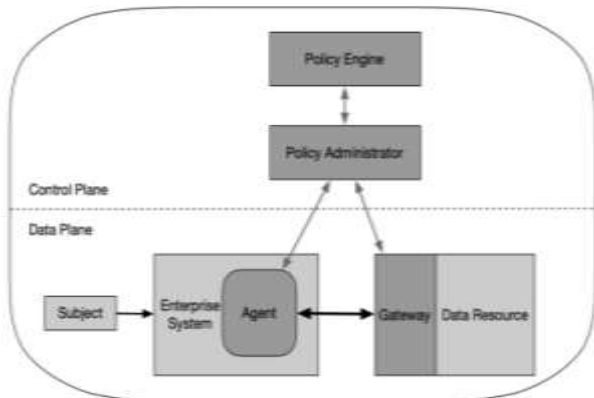 Policy Engine
Policy Administrator
Control Plane
Data Plane
Subject
Enterprise
System
Agent
Gateway
Data Resource